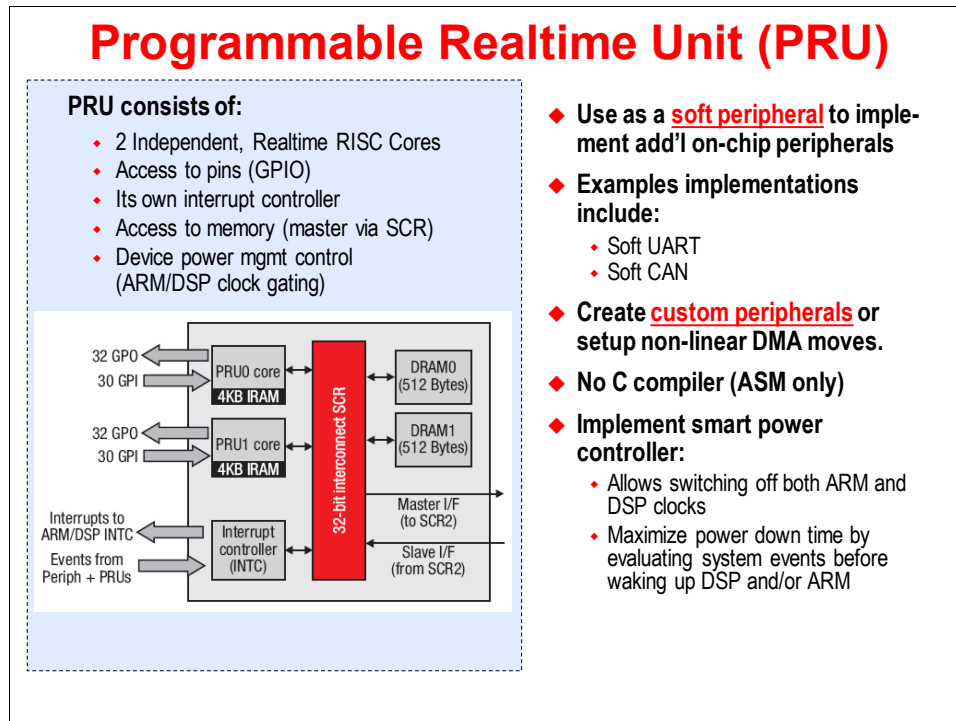 Programmable Realtime Unit (PRU)
PRU consists of:
2 Independent, Realtime RISC Cores
Access to pins (GPIO)
Its own interrupt controller
Access to memory (master via SCR)
Device power mgmt control
(ARM/DSP clock gating)
32 GPO
30 GPI
PRU0 core
4KB IRAM
32 GPO
30 GPI
PRU1 core
4KB IRAM
Interrupts to
ARM/DSP INTC
Events from
Periph + PRUs
Interrupt
controller
(INTC)
32-bit interconnect SCR
DRAM0
(512 Bytes)
DRAM1
(512 Bytes)
Master I/F
(to SCR2)
Slave I/F
(from SCR2)
Use as a soft peripheral to imple-
ment add'l on-chip peripherals
Examples implementations
include:
Soft UART
Soft CAN
Create custom peripherals or
setup non-linear DMA moves.
No C compiler (ASM only)
Implement smart power
controller:
Allows switching off both ARM and
DSP clocks
Maximize power down time by
evaluating system events before
waking up DSP and/or ARM